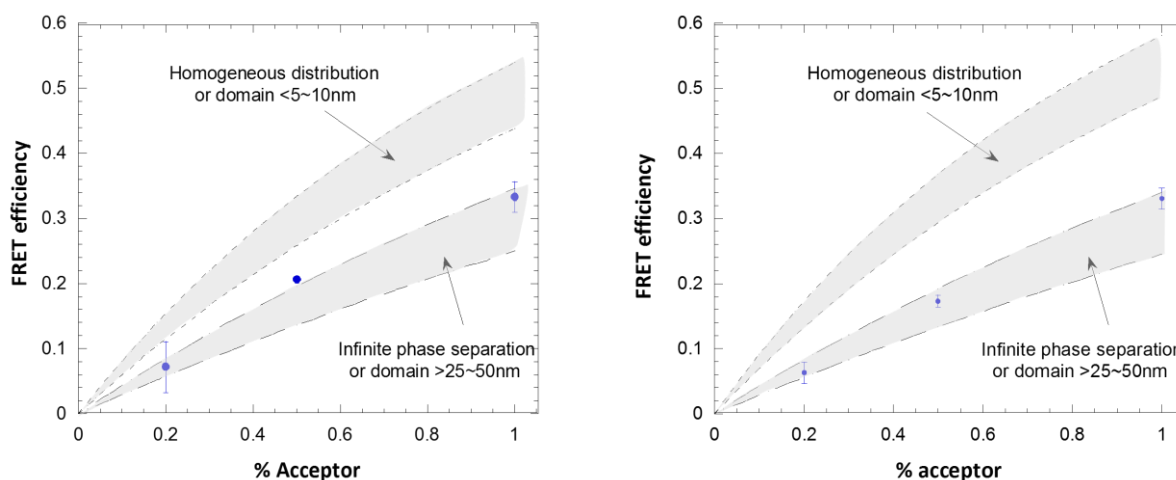 0.6
0.5
0.4
0.3
0.2
0.1
0
FRET efficiency
Homogeneous distribution
or domain <5~10nm
Infinite phase separation
or domain >25~50nm
0
0.2
0.4
0.6
0.8
1
% Acceptor
0.6
0.5
0.4
0.3
0.2
0.1
0
FRET efficiency
Homogeneous distribution
or domain <5~10nm
Infinite phase separation
or domain >25~50nm
0
0.2
0.4
0.6
0.8
1
% acceptor